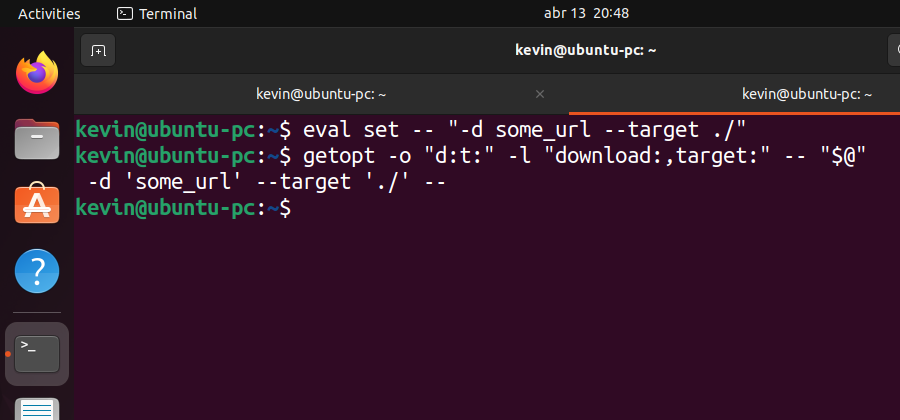 Activities Terminal abr 13 20:48
kevin@ubuntu-pc: ~
kevin@ubuntu-pc: ~ × kevin@ubuntu-pc: ~
kevin@ubuntu-pc:~$ eval set -- "-d some_url --target ./"
kevin@ubuntu-pc:~$ getopt -o "d:t:" -l "download:,target:" -- "$@"
-d 'some_url' --target './' --
kevin@ubuntu-pc:~$